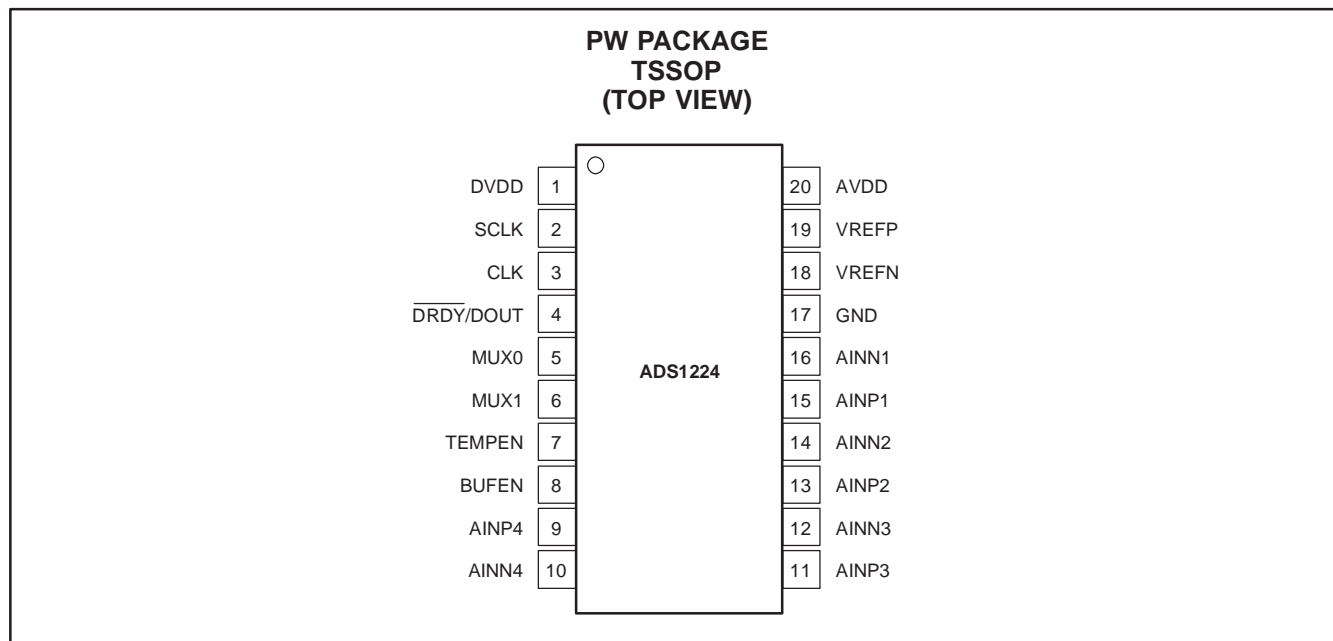 PW PACKAGE
TSSOP
(TOP VIEW)
DVDD 1 20 AVDD
SCLK 2 19 VREFP
CLK 3 18 VREFN
D̅R̅D̅Y̅/DOUT 4 17 GND
MUX0 5 16 AINN1
ADS1224
MUX1 6 15 AINP1
TEMPEN 7 14 AINN2
BUFEN 8 13 AINP2
AINP4 9 12 AINN3
AINN4 10 11 AINP3